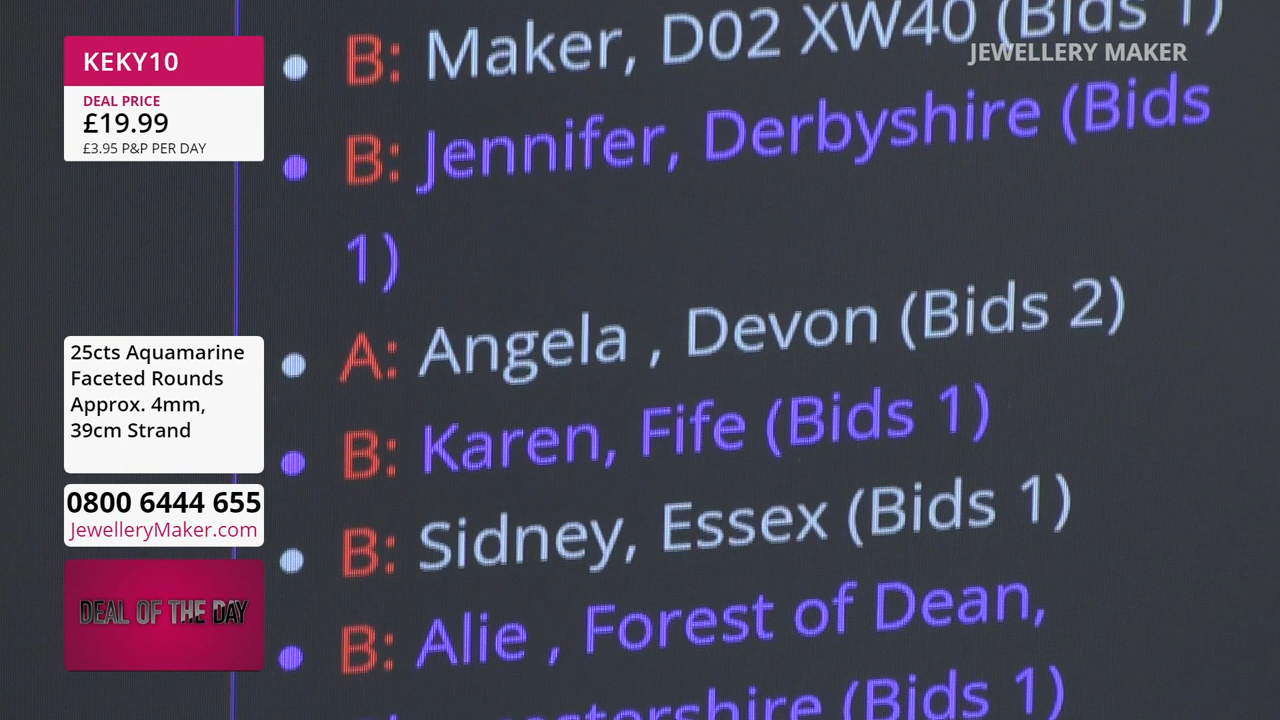 KEKY10
DEAL PRICE
£19.99
£3.95 P&P PER DAY
25cts Aquamarine
Faceted Rounds
Approx. 4mm,
39cm Strand
0800 6444 655
JewelleryMaker.com
DEAL OF THE DAY
JEWELLERY MAKER
B: Maker, D02 XW40 (Bids 1)
B: Jennifer, Derbyshire (Bids
1)
A: Angela , Devon (Bids 2)
B: Karen, Fife (Bids 1)
B: Sidney, Essex (Bids 1)
B: Alie , Forest of Dean,
(Bids 1)